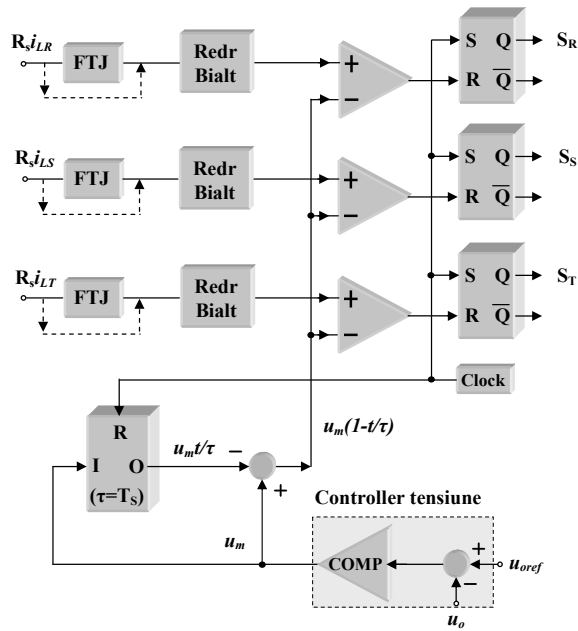 RsiLR
FTJ
Redr
Bialt
+
−
S Q
R Q̅
SR
RsiLS
FTJ
Redr
Bialt
+
−
S Q
R Q̅
SS
RsiLT
FTJ
Redr
Bialt
+
−
S Q
R Q̅
ST
Clock
R
I O
(τ=TS)
umt/τ
−
+
um(1-t/τ)
um
Controller tensiune
COMP
+
−
uoref
uo